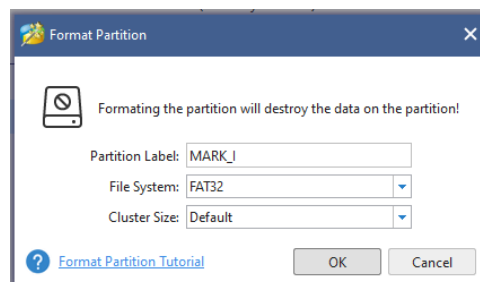 Format Partition
Formating the partition will destroy the data on the partition!
Partition Label: MARK_I
File System: FAT32
Cluster Size: Default
Format Partition Tutorial
OK
Cancel